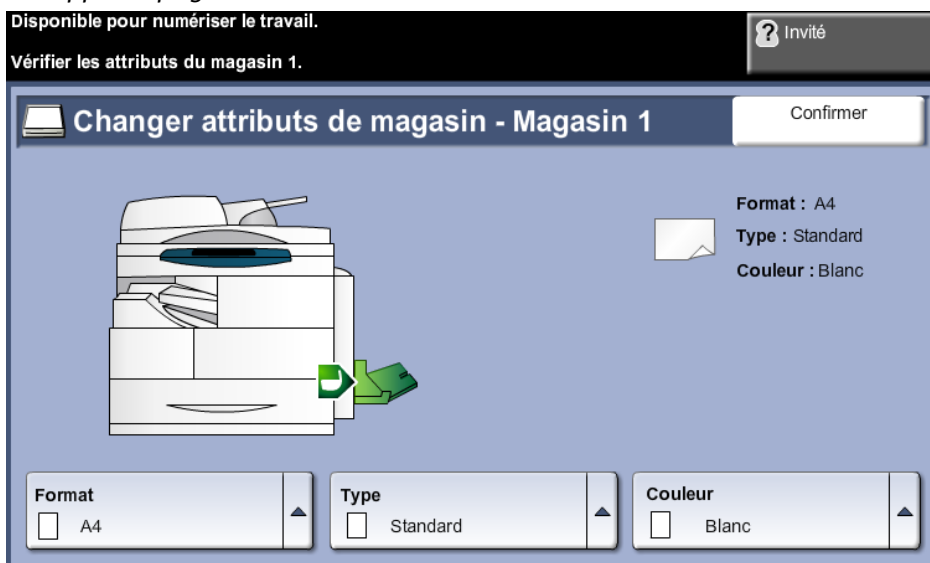 Disponible pour numériser le travail.
Invité
Vérifier les attributs du magasin 1.
Changer attributs de magasin - Magasin 1
Confirmer
Format : A4
Type : Standard
Couleur : Blanc
Format
A4
Type
Standard
Couleur
Blanc